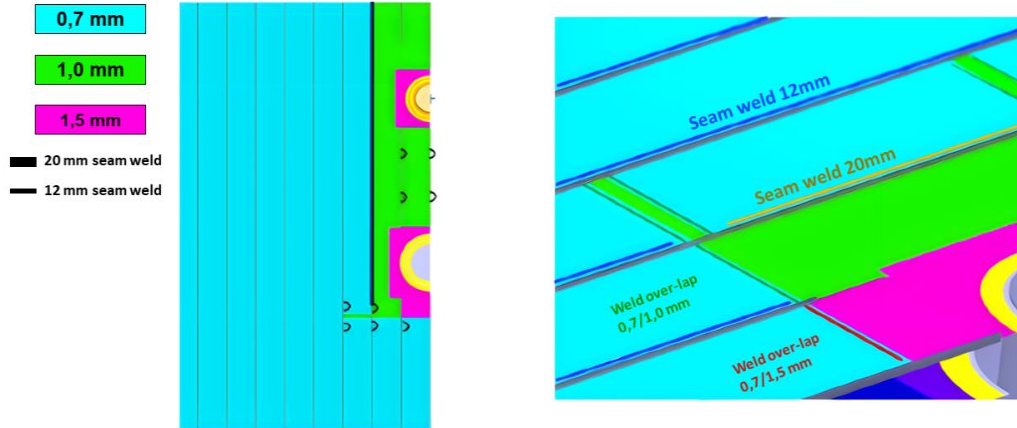 0,7 mm
1,0 mm
1,5 mm
20 mm seam weld
12 mm seam weld
Seam weld 12mm
Seam weld 20mm
Weld over-lap
0,7/1,0 mm
Weld over-lap
0,7/1,5 mm